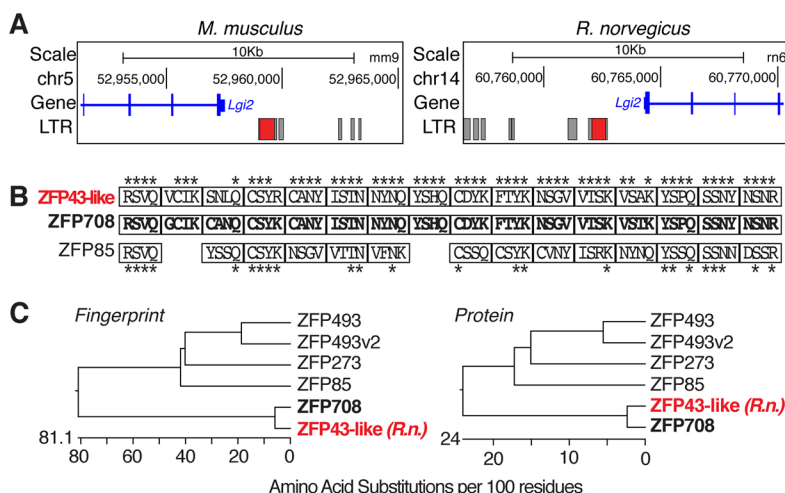 A
M. musculus
R. norvegicus
Scale 10Kb mm9
chr5 52,955,000 52,960,000 52,965,000
Gene Lgi2
LTR
Scale 10Kb rn6
chr14 60,760,000 60,765,000 60,770,000
Gene Lgi2
LTR
B
**** *** * **** **** **** **** **** **** **** **** **** *** **** **** ****
ZFP43-like RSVQ VCIK SNLQ CSYR CANY ISIN NYNQ YSHQ CDYK FTYK NSGV VISK VSAK YSPQ SSNY NSNR
ZFP708 RSVQ GCIK CANQ CSYK CANY ISIN NYNQ YSHQ CDYK FTYK NSGV VISK VSIK YSPQ SSNY NSNR
ZFP85 RSVQ YSSQ CSYK NSGV VTIN VFNK CSSQ CSYK CVNY ISRK NYNQ YSSQ SSNN DSSR
**** * **** ** * * ** * ** * *** * *
C
Fingerprint
ZFP493
ZFP493v2
ZFP273
ZFP85
ZFP708
ZFP43-like (R.n.)
81.1
80 60 40 20 0
Protein
ZFP493
ZFP493v2
ZFP273
ZFP85
ZFP43-like (R.n.)
ZFP708
24
20 10 0
Amino Acid Substitutions per 100 residues